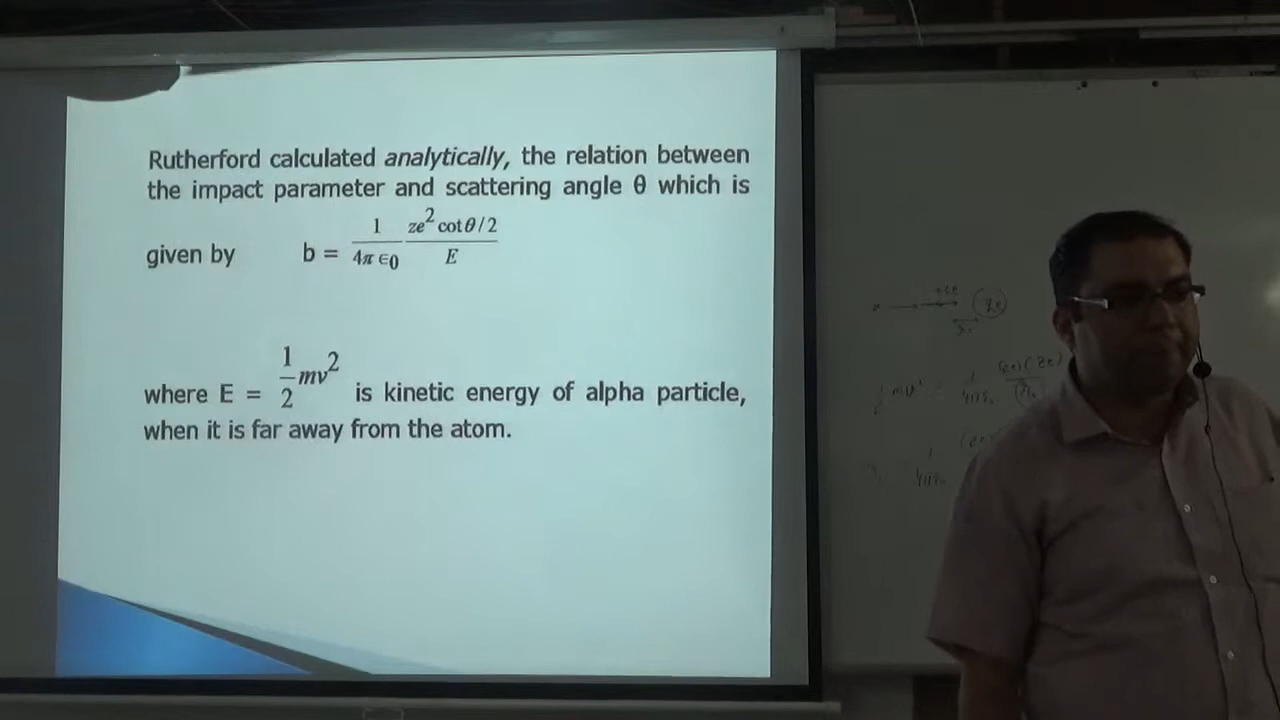 Rutherford calculated analytically, the relation between
the impact parameter and scattering angle θ which is
given by b = 1/4π ∈0 ze² cot θ/2 / E
where E = 1/2 mv² is kinetic energy of alpha particle,
when it is far away from the atom.